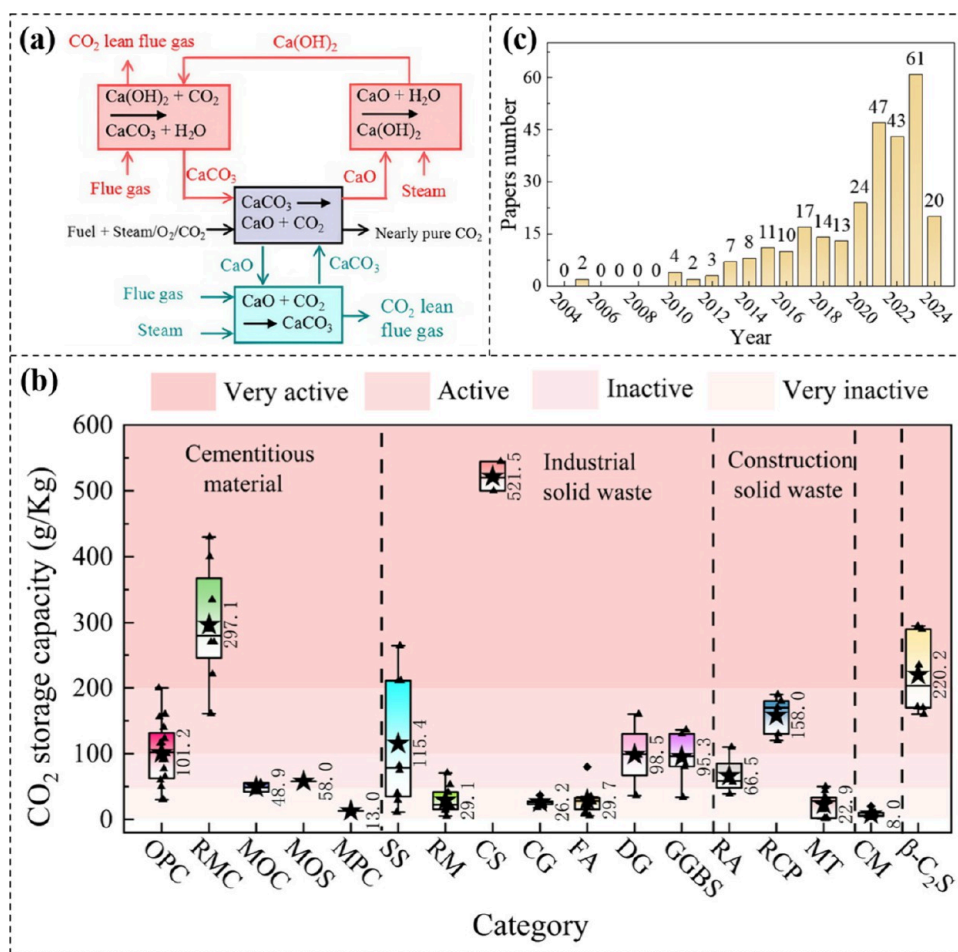 (a)
CO₂ lean flue gas
Ca(OH)₂
Ca(OH)₂ + CO₂
CaCO₃ + H₂O
CaO + H₂O
Ca(OH)₂
Flue gas
CaCO₃
CaO
Steam
CaCO₃
CaO + CO₂
Fuel + Steam/O₂/CO₂
Nearly pure CO₂
CaO
CaCO₃
Flue gas
Steam
CaO + CO₂
CaCO₃
CO₂ lean
flue gas
(c)
Papers number
60
45
30
15
0
0 2 0 0 0 0 4 2 3 7 8 11 10 17 14 13 24 47 43 61 20
2004 2006 2008 2010 2012 2014 2016 2018 2020 2022 2024
Year
(b)
Very active Active Inactive Very inactive
CO₂ storage capacity (g/Kg)
600
500
400
300
200
100
0
Cementitious
material
Industrial
solid waste
Construction
solid waste
101.2
297.1
48.9
58.0
13.0
115.4
29.1
521.5
26.2
29.7
98.5
95.3
66.5
158.0
22.9
8.0
220.2
OPC RMC MOC MOS MPC SS RM CS CG FA DG GGBS RA RCP MT CM β-C₂S
Category